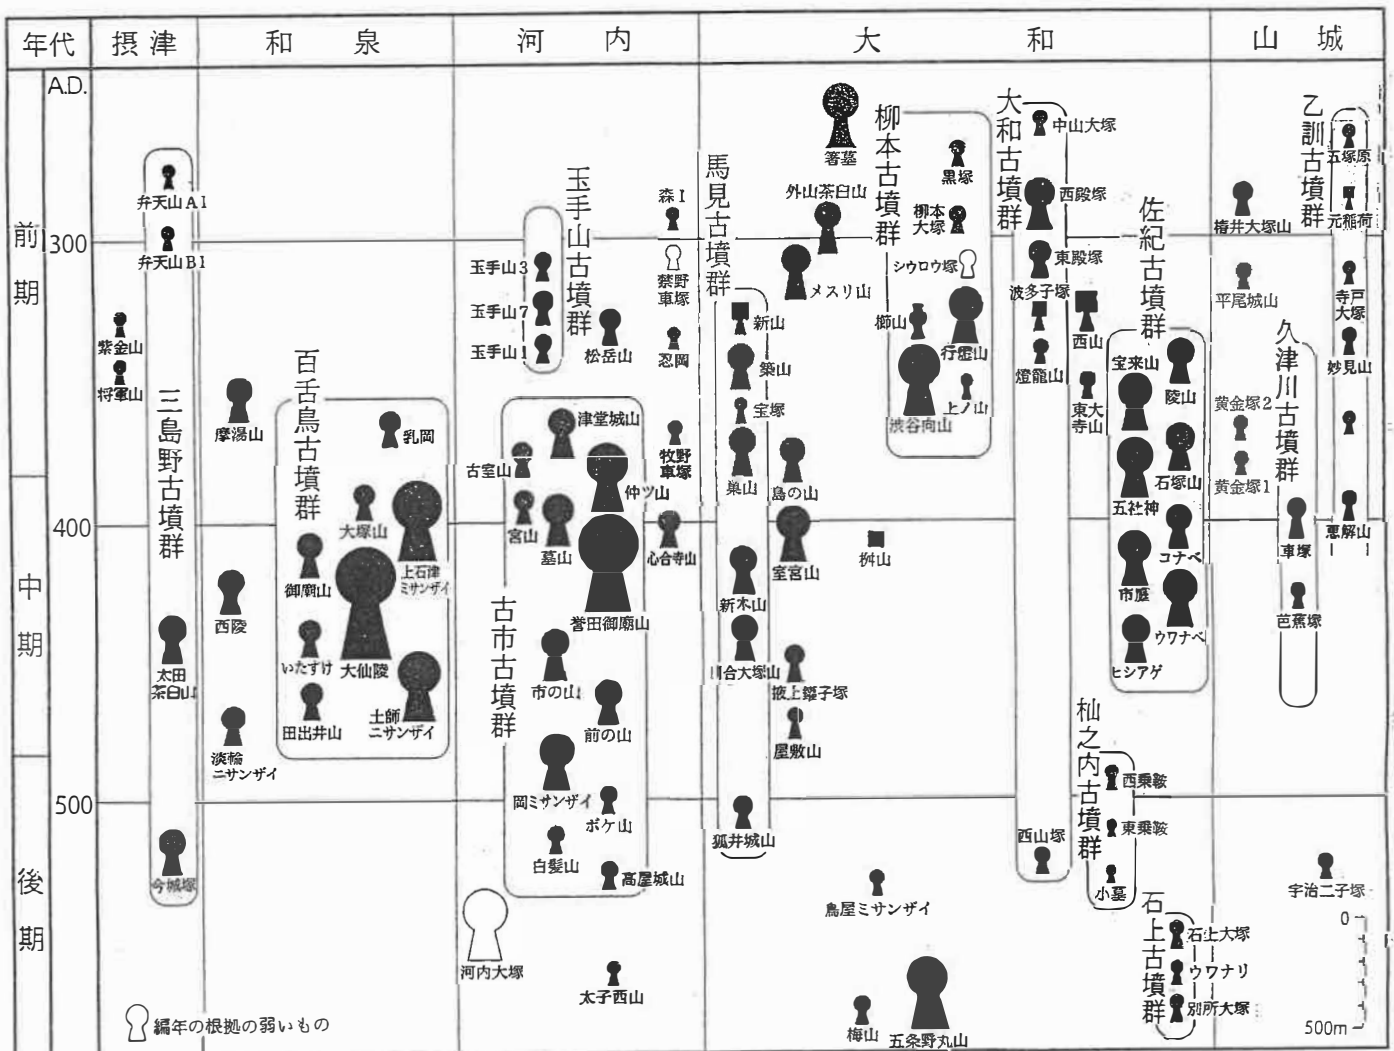 年代
摂津
和泉
河内
大和
山城
A.D.
前期
中期
後期
300
400
500
弁天山A1
弁天山B1
紫金山
将軍山
三島野古墳群
太田
茶臼山
今城塚
摩湯山
西陵
淡輪
ニサンザイ
百舌鳥古墳群
乳岡
大塚山
上石津
ミサンザイ
御廟山
大仙陵
いたすけ
田出井山
土師
ニサンザイ
玉手山古墳群
玉手山3
玉手山7
玉手山1
松岳山
森1
禁野
車塚
忍岡
牧野
車塚
心合寺山
津堂城山
古室山
仲ツ山
宮山
墓山
誉田御廟山
古市古墳群
市の山
前の山
岡ミサンザイ
ボケ山
白髪山
高屋城山
河内大塚
太子西山
馬見古墳群
新山
築山
宝塚
巣山
新木山
川合大塚山
狐井城山
箸墓
外山茶臼山
メスリ山
島の山
室宮山
桝山
掖上鑵子塚
屋敷山
鳥屋ミサンザイ
梅山
五条野丸山
柳本古墳群
黒塚
柳本
大塚
シウロウ塚
櫛山
行燈山
渋谷向山
上ノ山
大和古墳群
中山大塚
西殿塚
東殿塚
波多子塚
燈籠山
西山塚
西山
東大
寺山
佐紀古墳群
宝来山
陵山
五社神
石塚山
コナベ
市庭
ウワナベ
ヒシアゲ
杣之内古墳群
西乗鞍
東乗鞍
小墓
石上古墳群
石上大塚
ウワナリ
別所大塚
椿井大塚山
平尾城山
黄金塚2
黄金塚1
久津川古墳群
車塚
芭蕉塚
乙訓古墳群
五塚原
元稲荷
寺戸
大塚
妙見山
恵解山
宇治二子塚
0
500m
編年の根拠の弱いもの